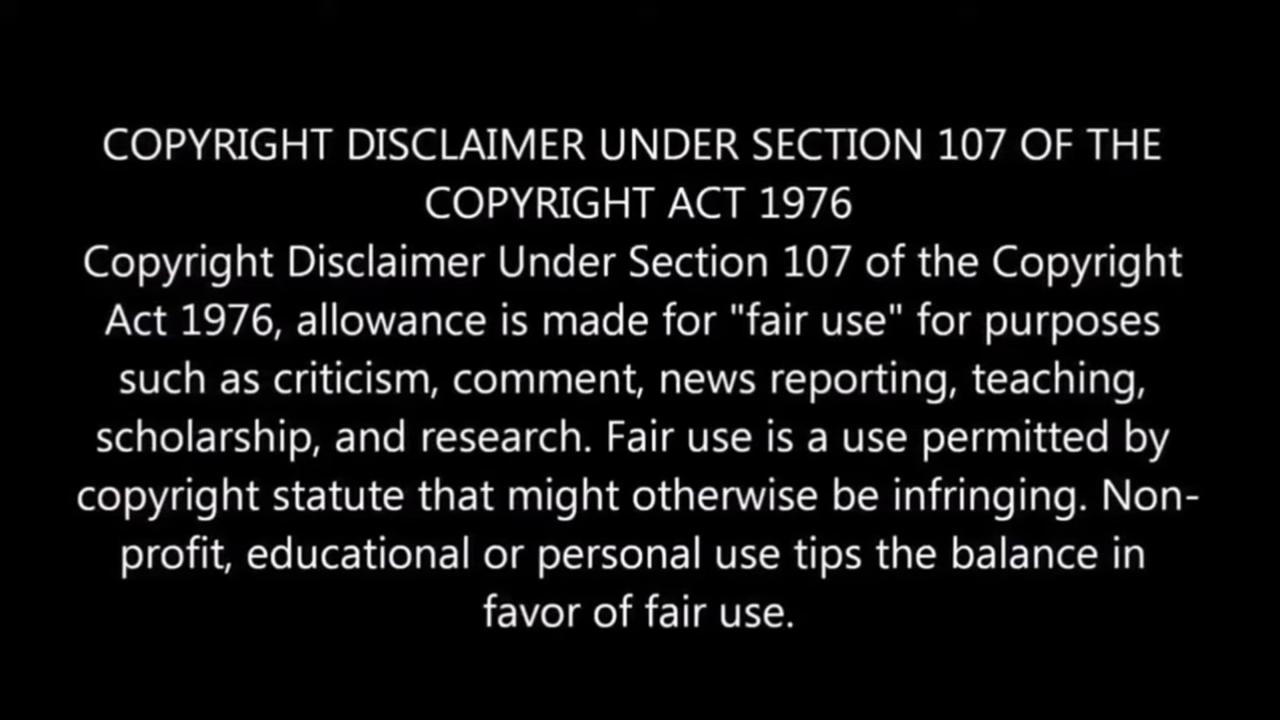 COPYRIGHT DISCLAIMER UNDER SECTION 107 OF THE
COPYRIGHT ACT 1976
Copyright Disclaimer Under Section 107 of the Copyright
Act 1976, allowance is made for "fair use" for purposes
such as criticism, comment, news reporting, teaching,
scholarship, and research. Fair use is a use permitted by
copyright statute that might otherwise be infringing. Non-
profit, educational or personal use tips the balance in
favor of fair use.